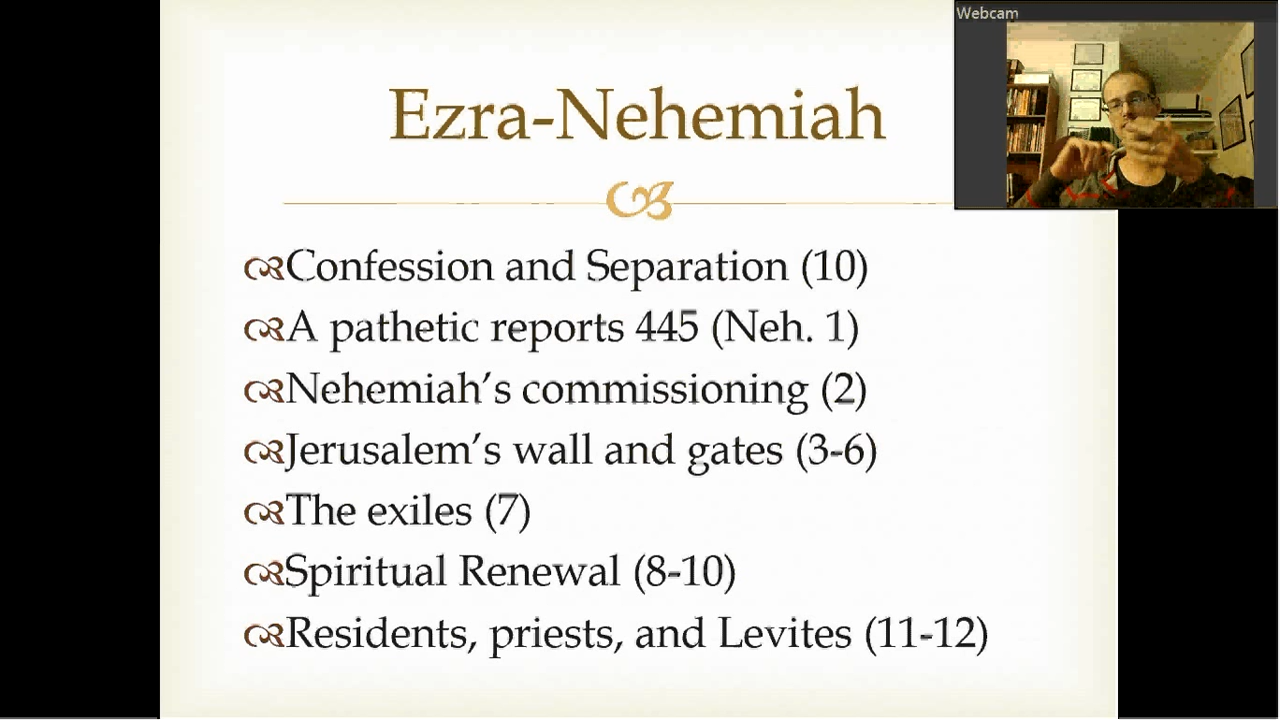 Webcam
Ezra-Nehemiah
Confession and Separation (10)
A pathetic reports 445 (Neh. 1)
Nehemiah’s commissioning (2)
Jerusalem’s wall and gates (3-6)
The exiles (7)
Spiritual Renewal (8-10)
Residents, priests, and Levites (11-12)